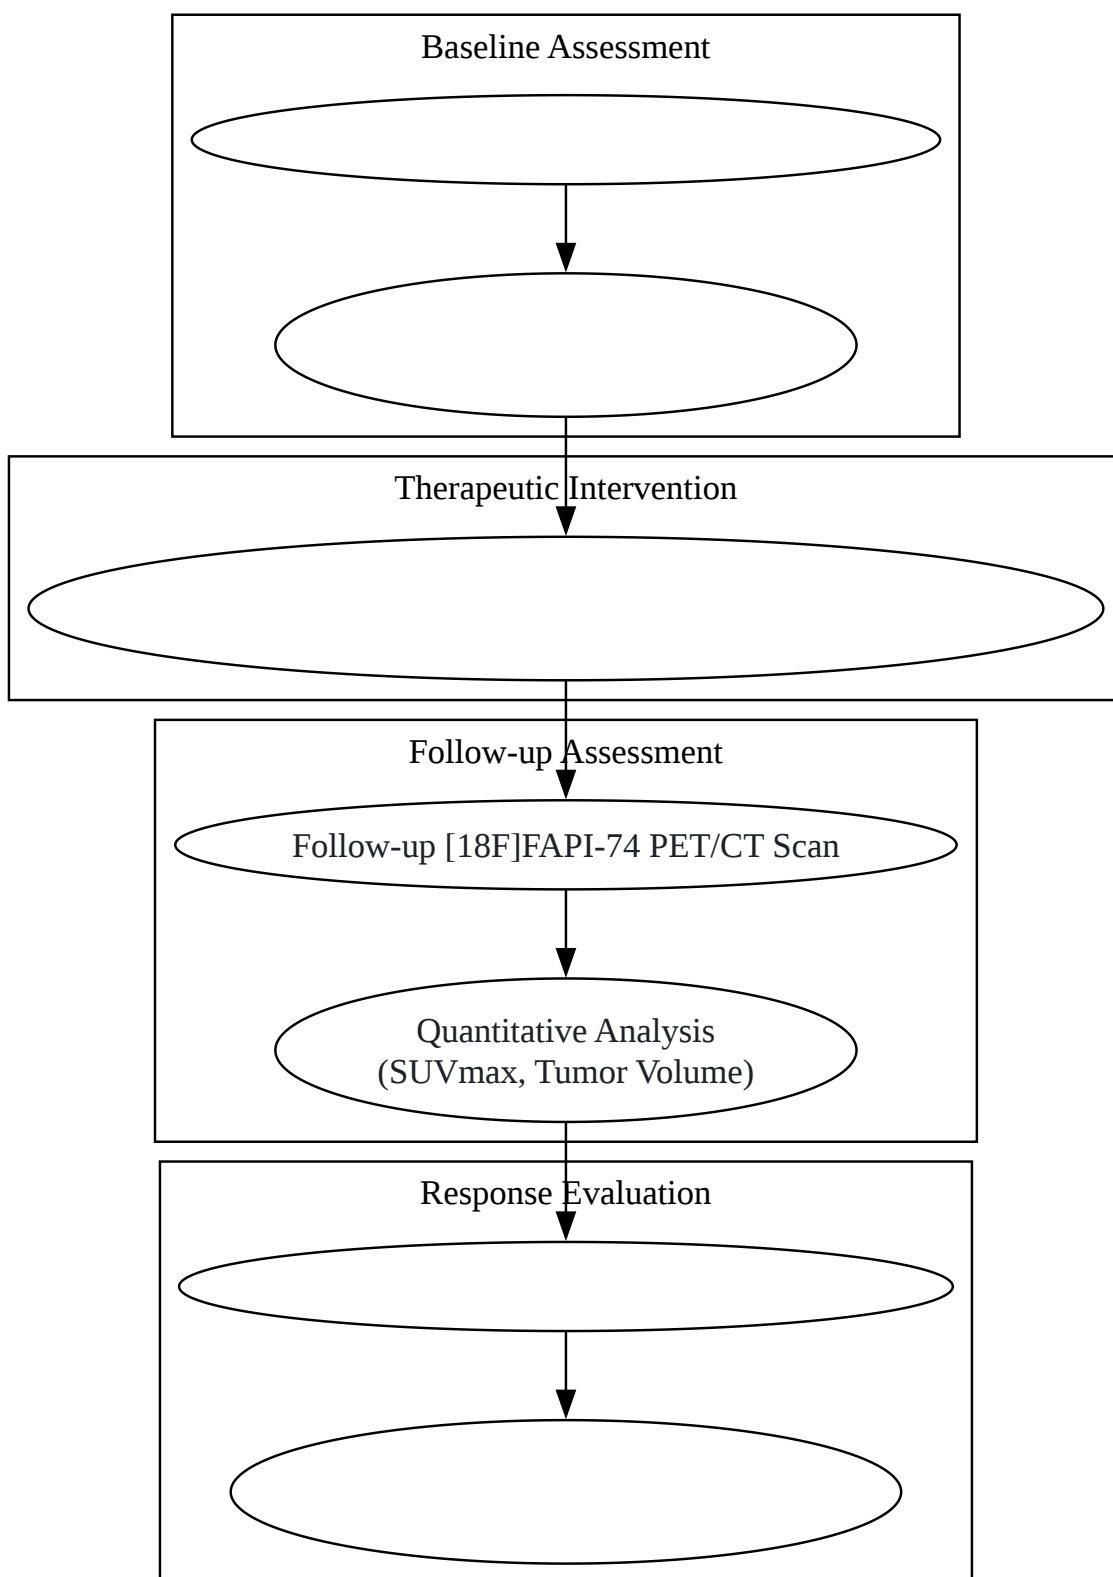 Baseline Assessment
Therapeutic Intervention
Follow-up Assessment
Follow-up [18F]FAPI-74 PET/CT Scan
Quantitative Analysis
(SUVmax, Tumor Volume)
Response Evaluation